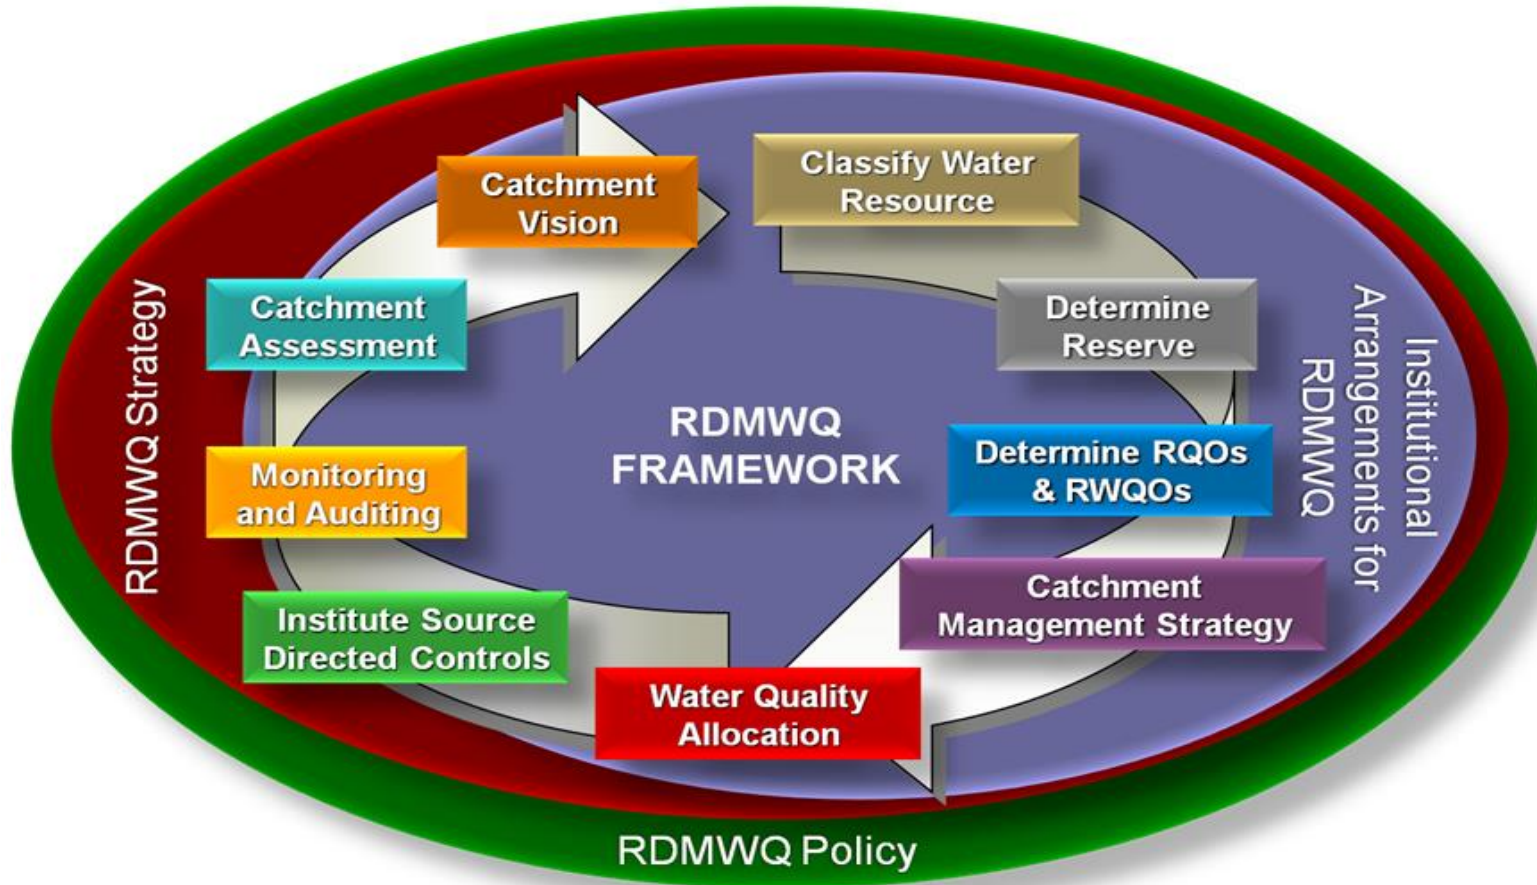 Catchment
Vision
Classify Water
Resource
Catchment
Assessment
Determine
Reserve
RDMWQ Strategy
Institutional
Arrangements for
RDMWQ
RDMWQ
FRAMEWORK
Monitoring
and Auditing
Determine RQOs
& RWQOs
Institute Source
Directed Controls
Catchment
Management Strategy
Water Quality
Allocation
RDMWQ Policy